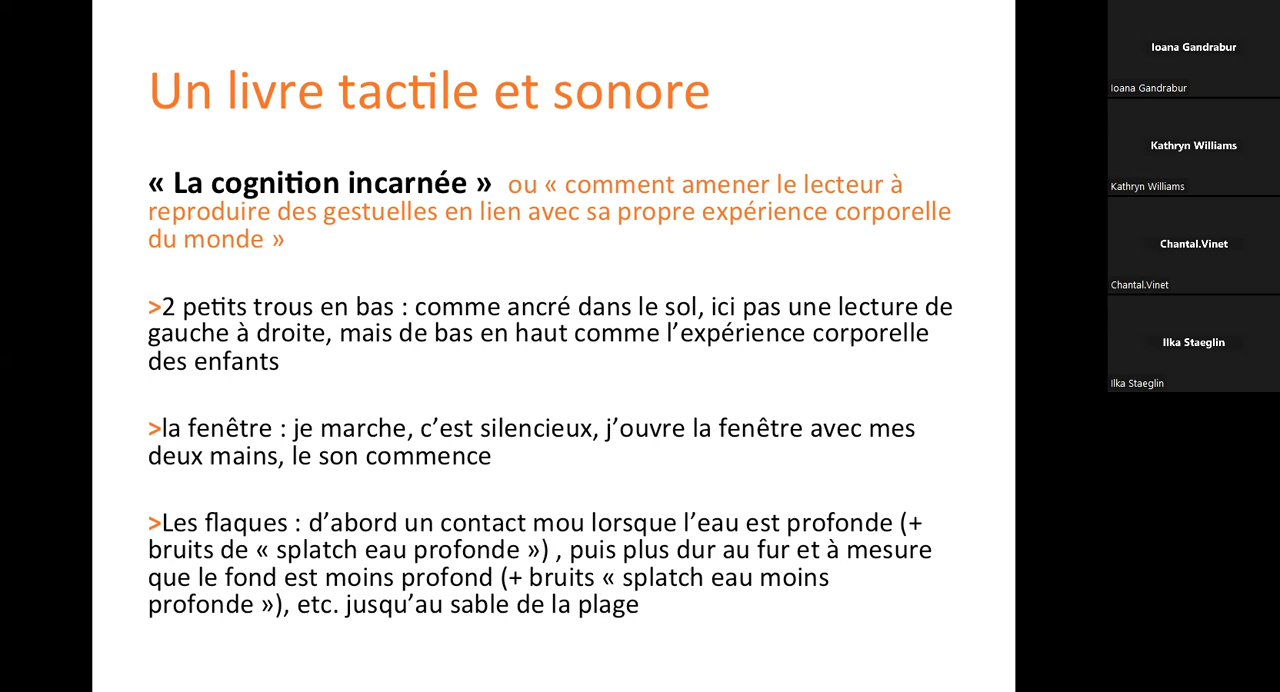 Un livre tactile et sonore
« La cognition incarnée » ou « comment amener le lecteur à
reproduire des gestuelles en lien avec sa propre expérience corporelle
du monde »
>2 petits trous en bas : comme ancré dans le sol, ici pas une lecture de
gauche à droite, mais de bas en haut comme l’expérience corporelle
des enfants
>la fenêtre : je marche, c’est silencieux, j’ouvre la fenêtre avec mes
deux mains, le son commence
>Les flaques : d’abord un contact mou lorsque l’eau est profonde (+
bruits de « splatch eau profonde ») , puis plus dur au fur et à mesure
que le fond est moins profond (+ bruits « splatch eau moins
profonde »), etc. jusqu’au sable de la plage
Ioana Gandrabur
Ioana Gandrabur
Kathryn Williams
Kathryn Williams
Chantal.Vinet
Chantal.Vinet
Ilka Staeglin
Ilka Staeglin